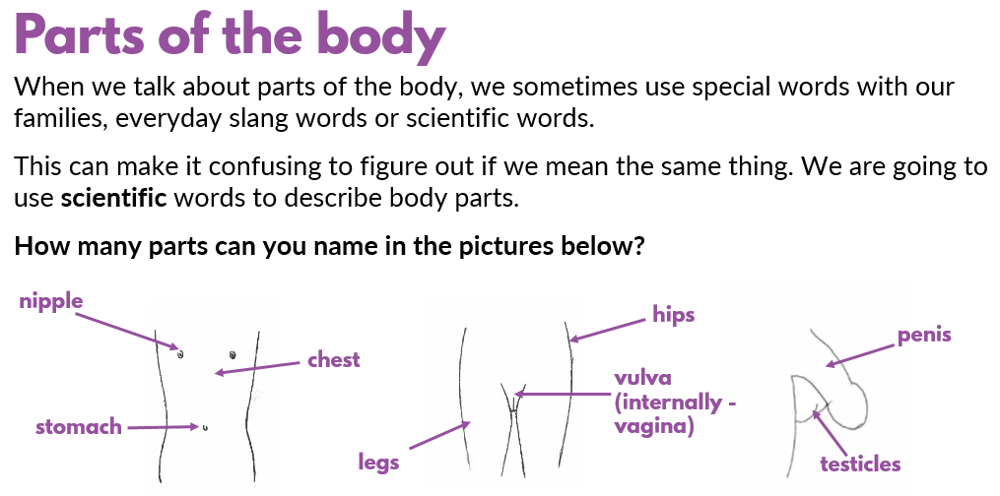 Parts of the body
When we talk about parts of the body, we sometimes use special words with our
families, everyday slang words or scientific words.
This can make it confusing to figure out if we mean the same thing. We are going to
use scientific words to describe body parts.
How many parts can you name in the pictures below?
nipple
chest
stomach
hips
vulva
(internally -
vagina)
legs
penis
testicles